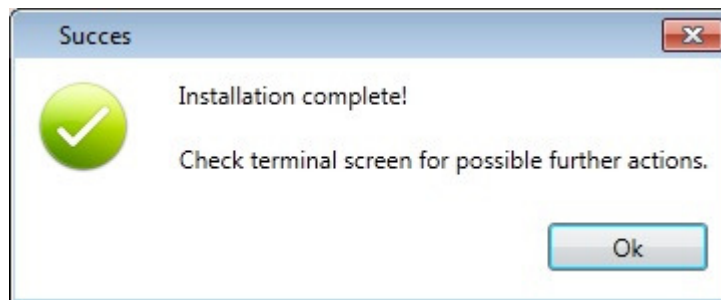 Succes
Installation complete!
Check terminal screen for possible further actions.
Ok